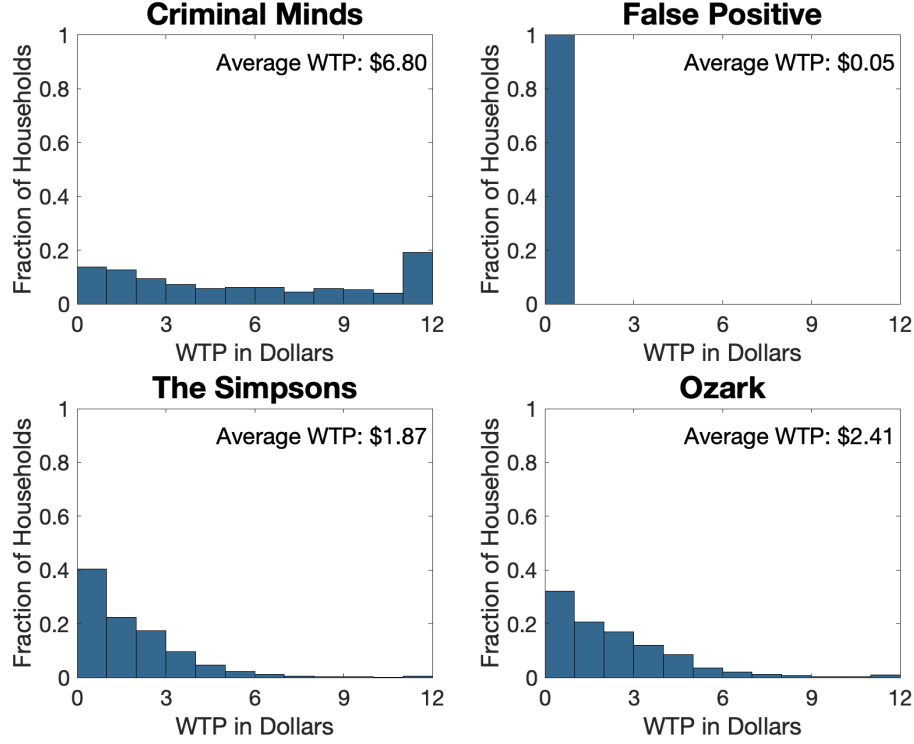 Criminal Minds
Average WTP: $6.80
Fraction of Households
1
0.8
0.6
0.4
0.2
0
0 3 6 9 12
WTP in Dollars
False Positive
Average WTP: $0.05
Fraction of Households
1
0.8
0.6
0.4
0.2
0
0 3 6 9 12
WTP in Dollars
The Simpsons
Average WTP: $1.87
Fraction of Households
1
0.8
0.6
0.4
0.2
0
0 3 6 9 12
WTP in Dollars
Ozark
Average WTP: $2.41
Fraction of Households
1
0.8
0.6
0.4
0.2
0
0 3 6 9 12
WTP in Dollars